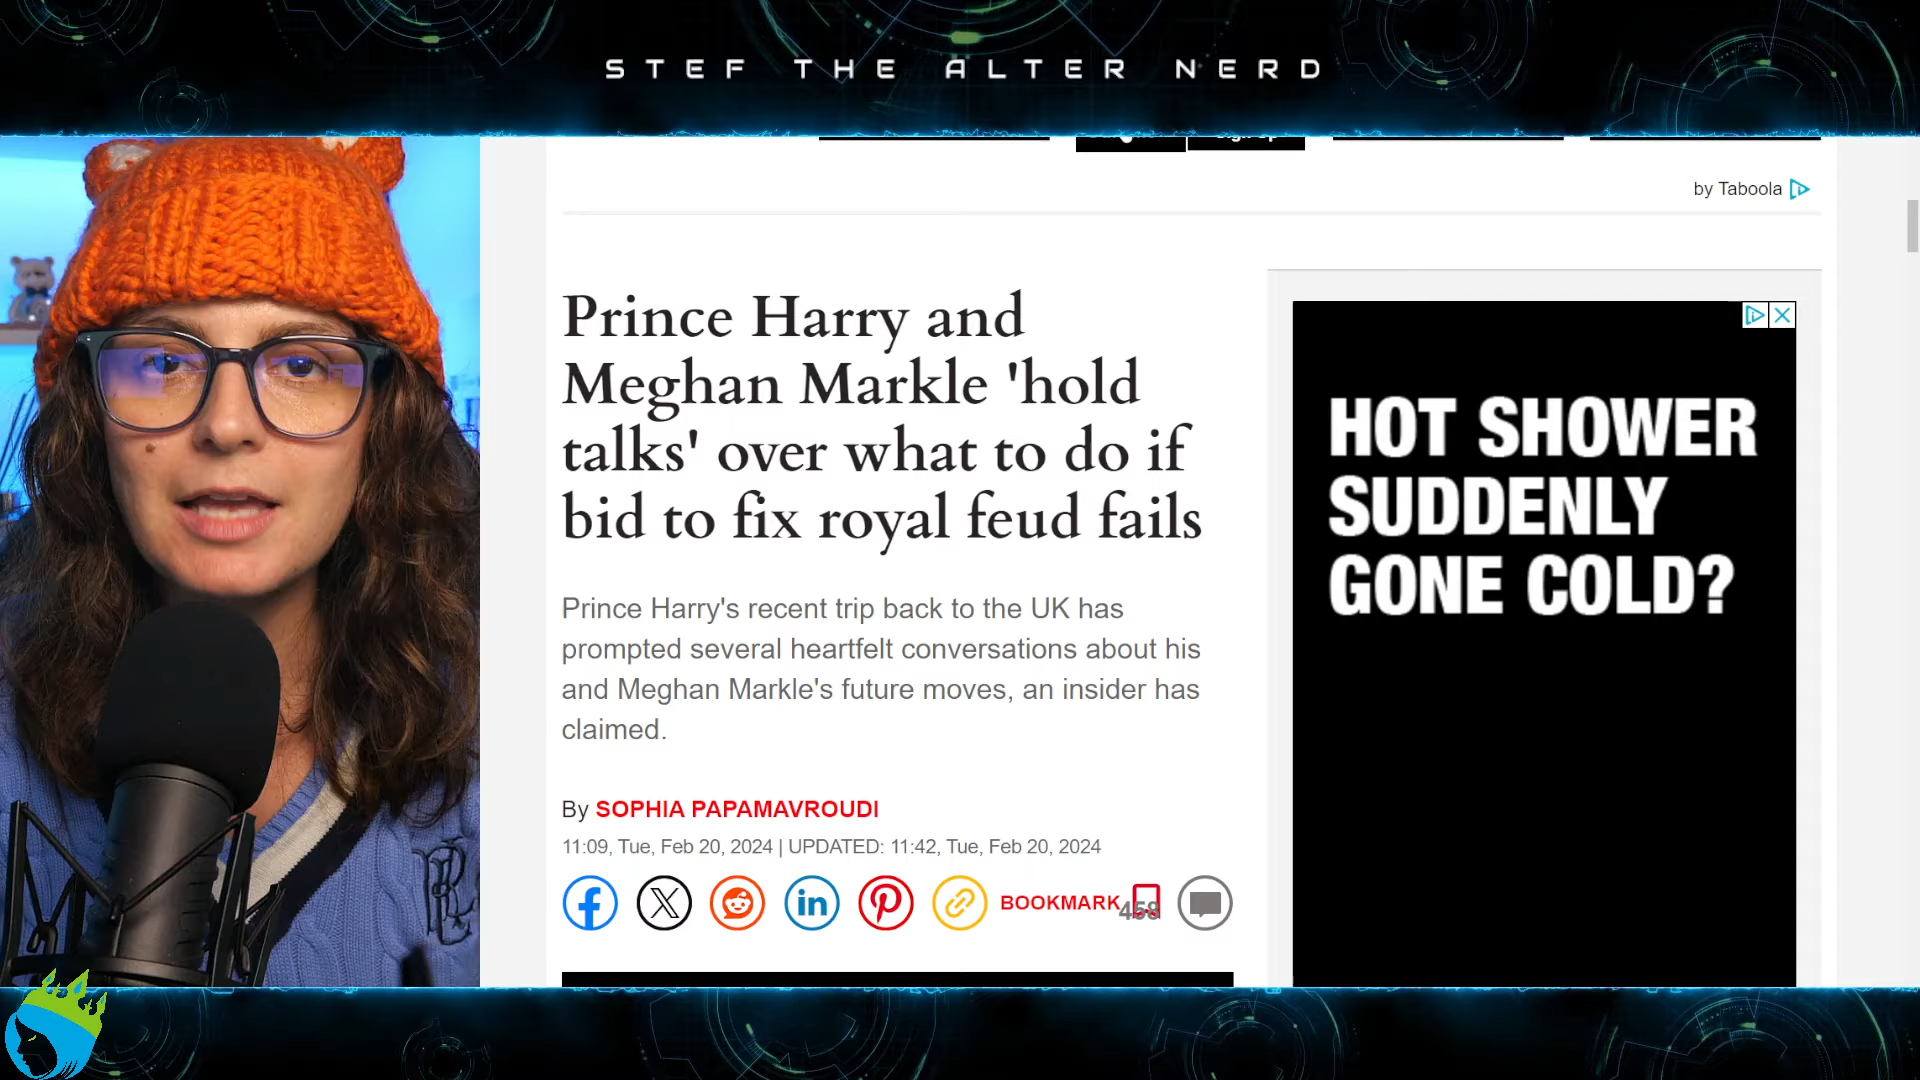 STEF THE ALTER NERD
by Taboola
Prince Harry and
Meghan Markle 'hold
talks' over what to do if
bid to fix royal feud fails
Prince Harry's recent trip back to the UK has
prompted several heartfelt conversations about his
and Meghan Markle's future moves, an insider has
claimed.
By SOPHIA PAPAMAVROUDI
11:09, Tue, Feb 20, 2024 | UPDATED: 11:42, Tue, Feb 20, 2024
BOOKMARK
458
HOT SHOWER
SUDDENLY
GONE COLD?